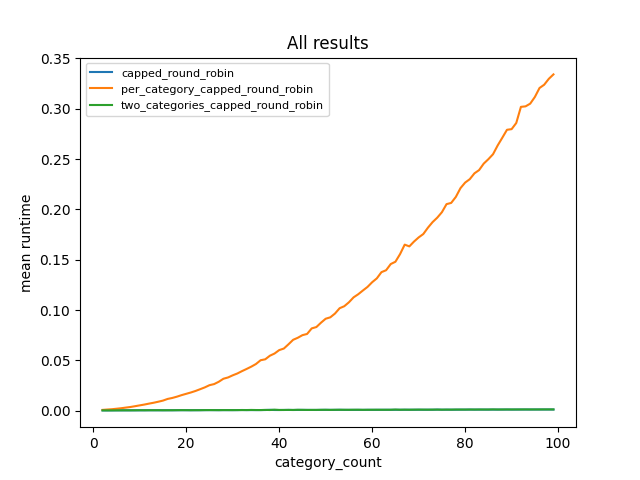 All results
capped_round_robin
per_category_capped_round_robin
two_categories_capped_round_robin
mean runtime
0.35
0.30
0.25
0.20
0.15
0.10
0.05
0.00
0 20 40 60 80 100
category_count